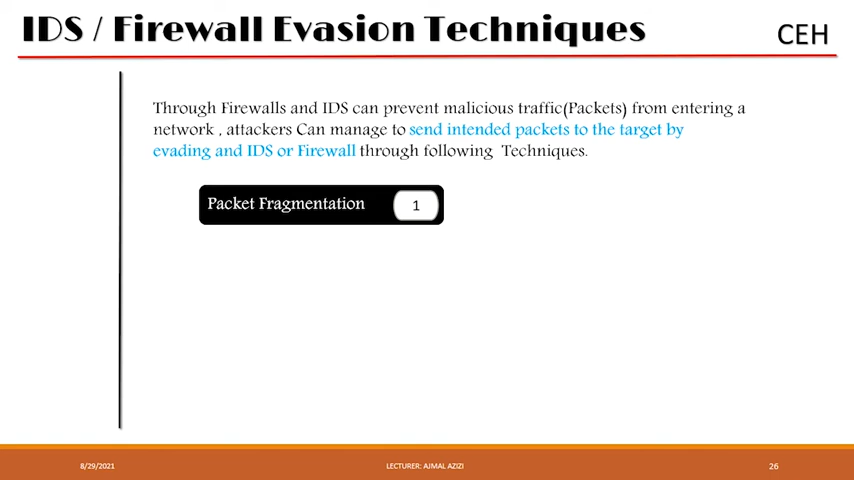 IDS / Firewall Evasion Techniques
CEH
Through Firewalls and IDS can prevent malicious traffic(Packets) from entering a
network , attackers Can manage to send intended packets to the target by
evading and IDS or Firewall through following Techniques.
Packet Fragmentation 1
8/29/2021
LECTURER: AJMAL AZIZI
26